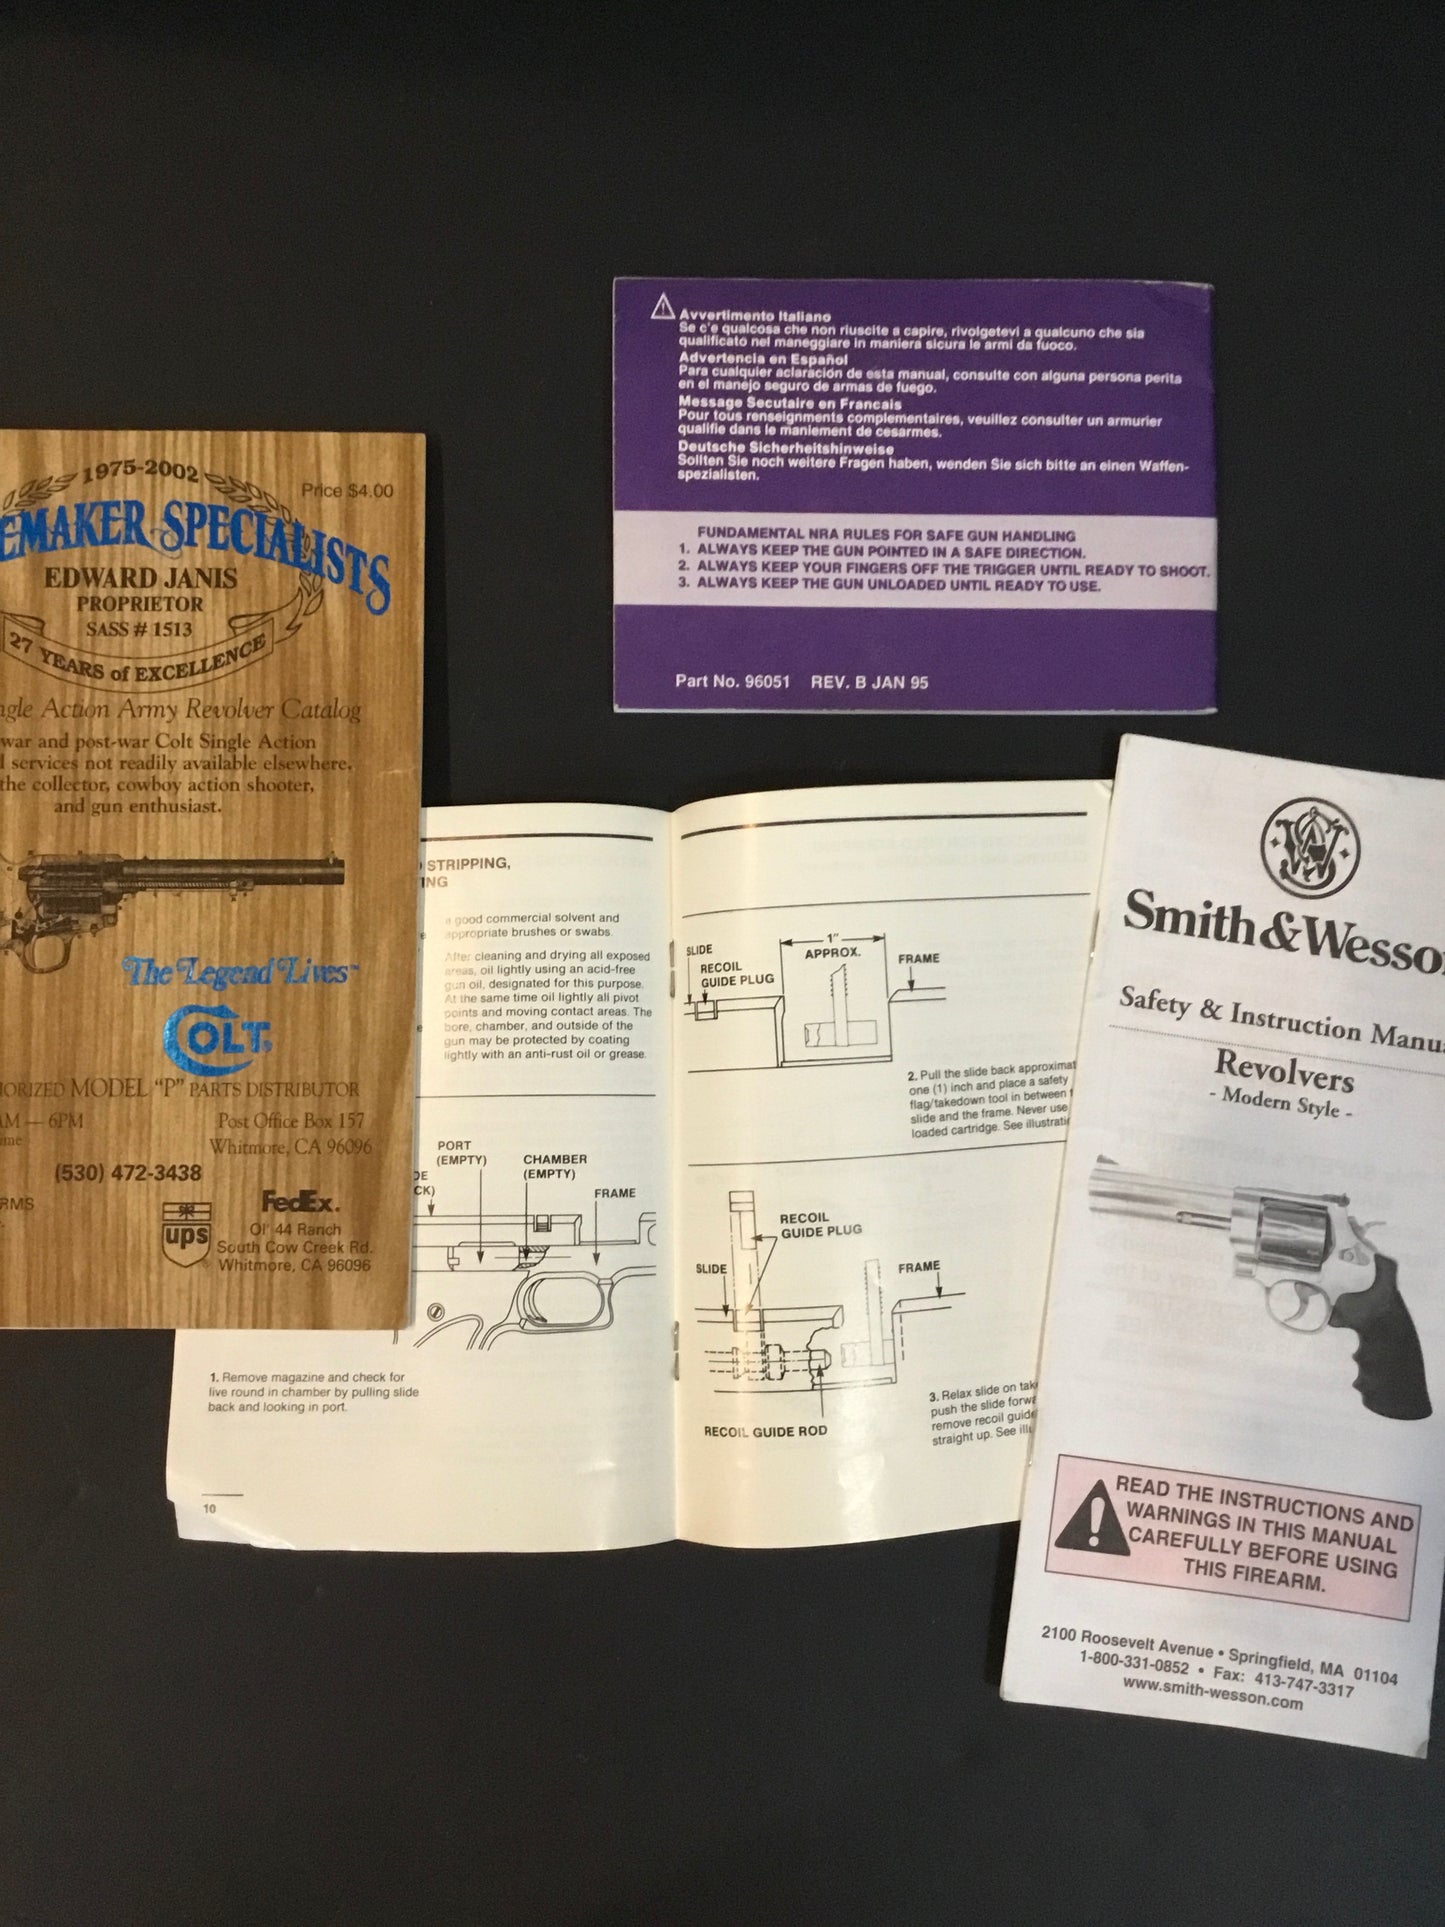 1975-2002
Price $4.00
EMAKER SPECIALISTS
EDWARD JANIS
PROPRIETOR
SASS # 1513
27 YEARS of EXCELLENCE
gle Action Army Revolver Catalog
war and post-war Colt Single Action
services not readily available elsewhere,
the collector, cowboy action shooter,
and gun enthusiast.
The Legend Lives™
COLT
ORIZED MODEL "P" PARTS DISTRIBUTOR
AM — 6PM
Post Office Box 157
Whitmore, CA 96096
(530) 472-3438
RMS
ups
FedEx.
Ol' 44 Ranch
South Cow Creek Rd.
Whitmore, CA 96096
Avvertimento Italiano
Se c'e qualcosa che non riuscite a capire, rivolgetevi a qualcuno che sia
qualificato nel maneggiare in maniera sicura le armi da fuoco.
Advertencia en Español
Para cualquier aclaración de esta manual, consulte con alguna persona perita
en el manejo seguro de armas de fuego.
Message Secutaire en Francais
Pour tous renseignments complementaires, veuillez consulter un armurier
qualifie dans le maniement de cesarmes.
Deutsche Sicherheitshinweise
Sollten Sie noch weitere Fragen haben, wenden Sie sich bitte an einen Waffen-
spezialisten.
FUNDAMENTAL NRA RULES FOR SAFE GUN HANDLING
1. ALWAYS KEEP THE GUN POINTED IN A SAFE DIRECTION.
2. ALWAYS KEEP YOUR FINGERS OFF THE TRIGGER UNTIL READY TO SHOOT.
3. ALWAYS KEEP THE GUN UNLOADED UNTIL READY TO USE.
Part No. 96051 REV. B JAN 95
STRIPPING,
ING
a good commercial solvent and
appropriate brushes or swabs.
After cleaning and drying all exposed
areas, oil lightly using an acid-free
gun oil, designated for this purpose.
At the same time oil lightly all pivot
points and moving contact areas. The
bore, chamber, and outside of the
gun may be protected by coating
lightly with an anti-rust oil or grease.
PORT
(EMPTY)
CHAMBER
(EMPTY)
DE
CK)
FRAME
1. Remove magazine and check for
live round in chamber by pulling slide
back and looking in port.
10
SLIDE
RECOIL
GUIDE PLUG
1"
APPROX.
FRAME
2. Pull the slide back approximat
one (1) inch and place a safety
flag/takedown tool in between
slide and the frame. Never use
loaded cartridge. See illustrati
RECOIL
GUIDE PLUG
SLIDE
FRAME
RECOIL GUIDE ROD
3. Relax slide on tak
push the slide forwa
remove recoil guide
straight up. See illu
SW
Smith&Wesso
Safety & Instruction Manua
Revolvers
- Modern Style -
READ THE INSTRUCTIONS AND
WARNINGS IN THIS MANUAL
CAREFULLY BEFORE USING
THIS FIREARM.
2100 Roosevelt Avenue • Springfield, MA 01104
1-800-331-0852 • Fax: 413-747-3317
www.smith-wesson.com